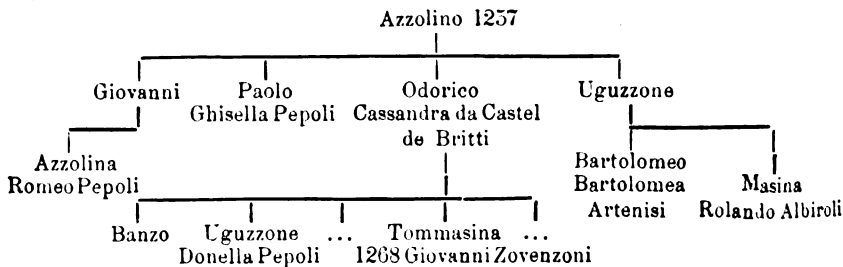 Azzolino 1237
Giovanni Paolo Odorico Uguzzone
Ghisella Pepoli Cassandra da Castel
de Britti
Azzolina Bartolomeo
Romeo Pepoli Bartolomea Masina
Artenisi Rolando Albiroli
Banzo Uguzzone ... Tommasina ...
Donella Pepoli 1268 Giovanni Zovenzoni